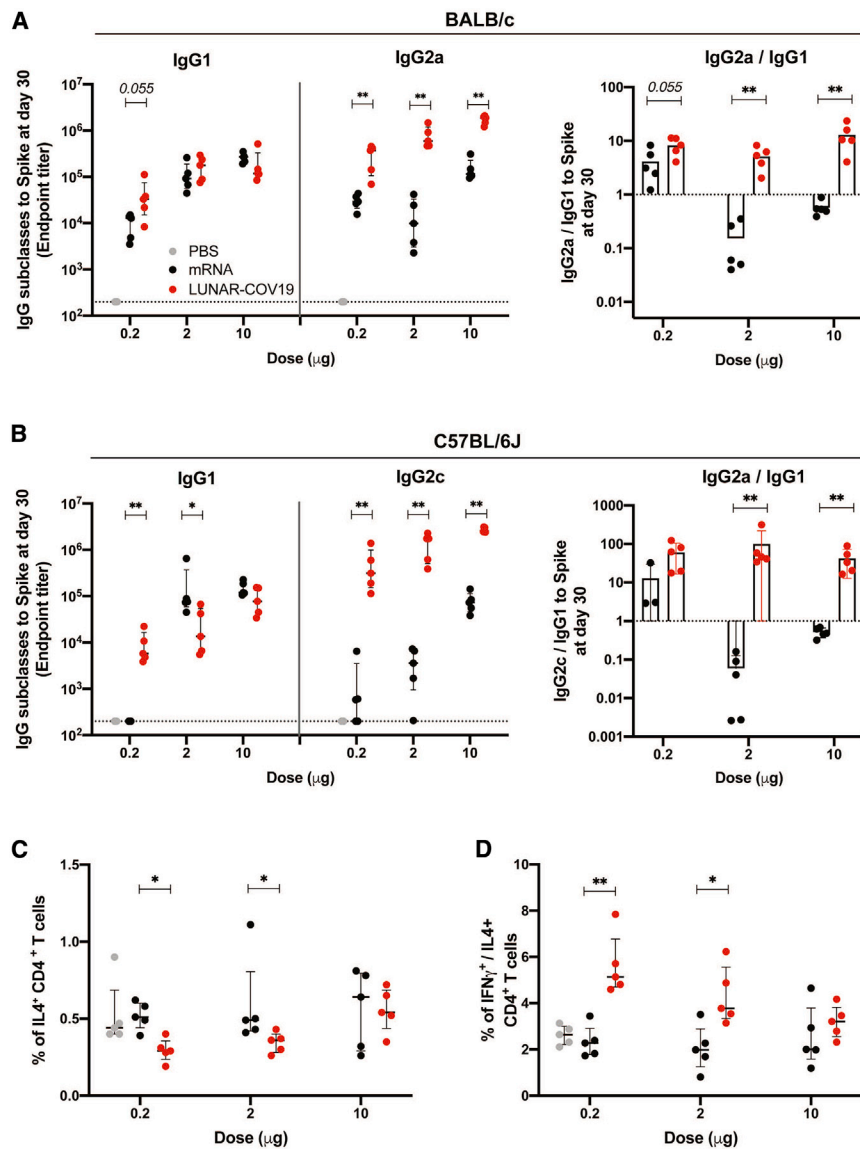 A
BALB/c
IgG1
IgG2a
IgG2a / IgG1
IgG subclasses to Spike at day 30
(Endpoint titer)
10⁷
10⁶
10⁵
10⁴
10³
10²
0.055
**
**
**
PBS
mRNA
LUNAR-COV19
0.2
2
10
0.2
2
10
Dose (μg)
IgG2a / IgG1 to Spike
at day 30
100
10
1
0.1
0.01
0.055
**
**
0.2
2
10
Dose (μg)
B
C57BL/6J
IgG1
IgG2c
IgG2a / IgG1
IgG subclasses to Spike at day 30
(Endpoint titer)
10⁷
10⁶
10⁵
10⁴
10³
10²
**
*
**
**
**
0.2
2
10
0.2
2
10
Dose (μg)
IgG2c / IgG1 to Spike
at day 30
1000
100
10
1
0.1
0.01
0.001
**
**
0.2
2
10
Dose (μg)
C
% of IL4⁺ CD4⁺ T cells
1.5
1.0
0.5
0.0
*
*
0.2
2
10
Dose (μg)
D
% of IFNγ⁺ / IL4+
CD4⁺ T cells
10
8
6
4
2
0
**
*
0.2
2
10
Dose (μg)